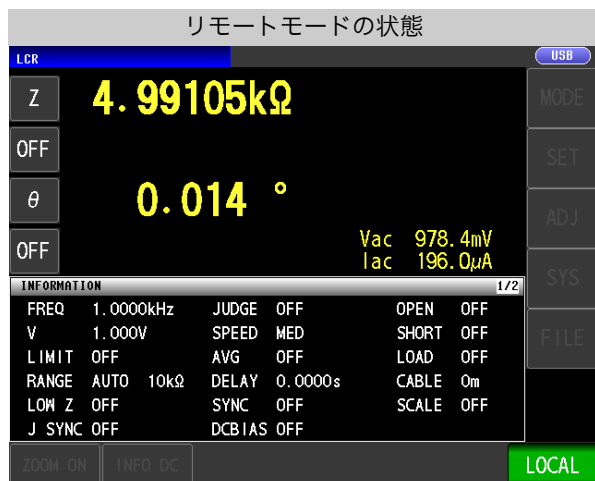 リモートモードの状態
LCR USB
Z 4.99105kΩ MODE
OFF SET
θ 0.014 ° ADJ
OFF Vac 978.4mV
Iac 196.0μA SYS
INFORMATION 1/2
FREQ 1.0000kHz JUDGE OFF OPEN OFF
V 1.000V SPEED MED SHORT OFF FILE
LIMIT OFF AVG OFF LOAD OFF
RANGE AUTO 10kΩ DELAY 0.0000s CABLE 0m
LOW Z OFF SYNC OFF SCALE OFF
J SYNC OFF DCBIAS OFF
ZOOM ON INFO DC LOCAL